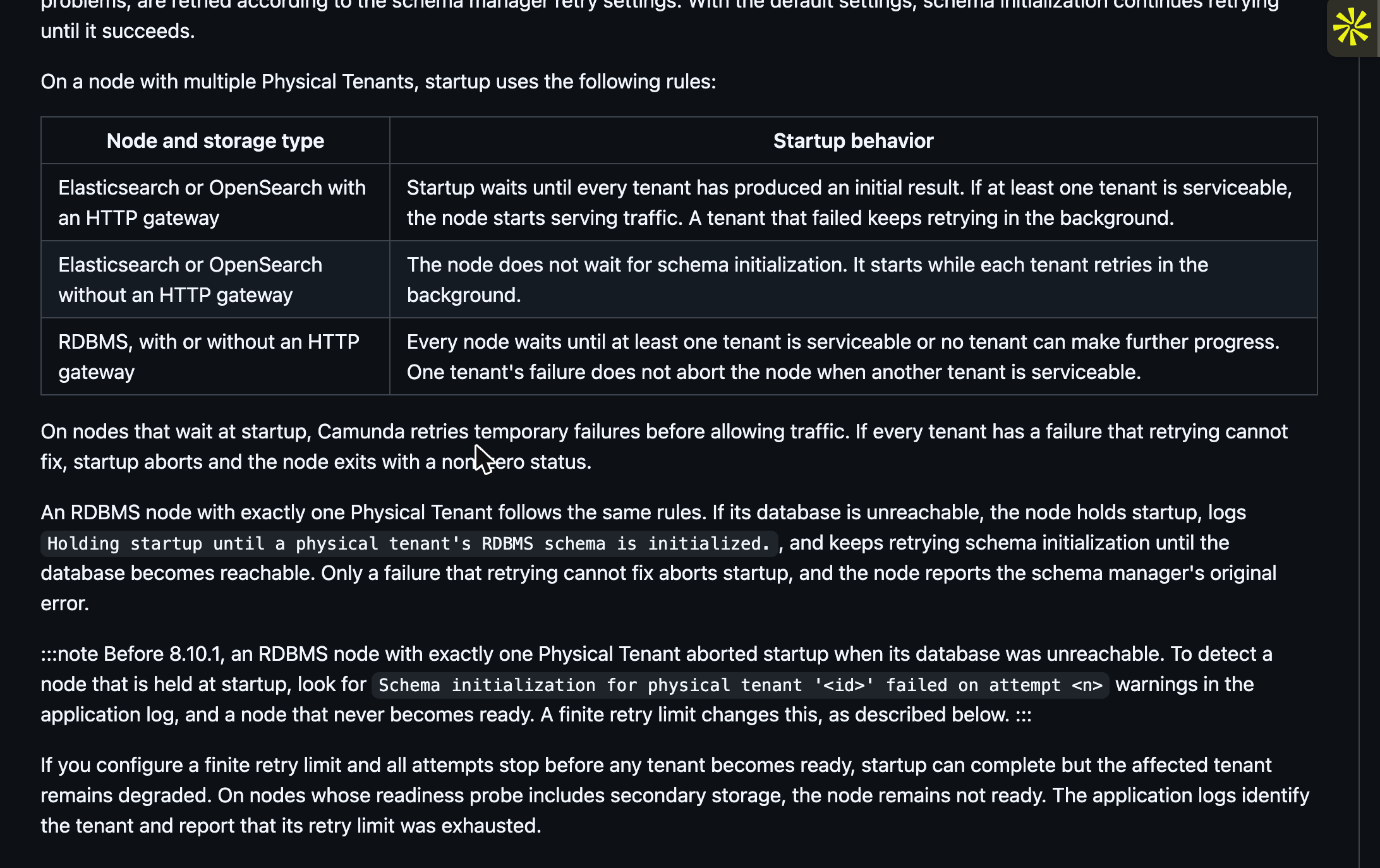 problems, are retried according to the schema manager retry settings. With the default settings, schema initialization continues retrying
until it succeeds.
On a node with multiple Physical Tenants, startup uses the following rules:
Node and storage type
Startup behavior
Elasticsearch or OpenSearch with
an HTTP gateway
Startup waits until every tenant has produced an initial result. If at least one tenant is serviceable,
the node starts serving traffic. A tenant that failed keeps retrying in the background.
Elasticsearch or OpenSearch
without an HTTP gateway
The node does not wait for schema initialization. It starts while each tenant retries in the
background.
RDBMS, with or without an HTTP
gateway
Every node waits until at least one tenant is serviceable or no tenant can make further progress.
One tenant's failure does not abort the node when another tenant is serviceable.
On nodes that wait at startup, Camunda retries temporary failures before allowing traffic. If every tenant has a failure that retrying cannot
fix, startup aborts and the node exits with a non-zero status.
An RDBMS node with exactly one Physical Tenant follows the same rules. If its database is unreachable, the node holds startup, logs
Holding startup until a physical tenant's RDBMS schema is initialized. , and keeps retrying schema initialization until the
database becomes reachable. Only a failure that retrying cannot fix aborts startup, and the node reports the schema manager's original
error.
:::note Before 8.10.1, an RDBMS node with exactly one Physical Tenant aborted startup when its database was unreachable. To detect a
node that is held at startup, look for Schema initialization for physical tenant '<id>' failed on attempt <n> warnings in the
application log, and a node that never becomes ready. A finite retry limit changes this, as described below. :::
If you configure a finite retry limit and all attempts stop before any tenant becomes ready, startup can complete but the affected tenant
remains degraded. On nodes whose readiness probe includes secondary storage, the node remains not ready. The application logs identify
the tenant and report that its retry limit was exhausted.